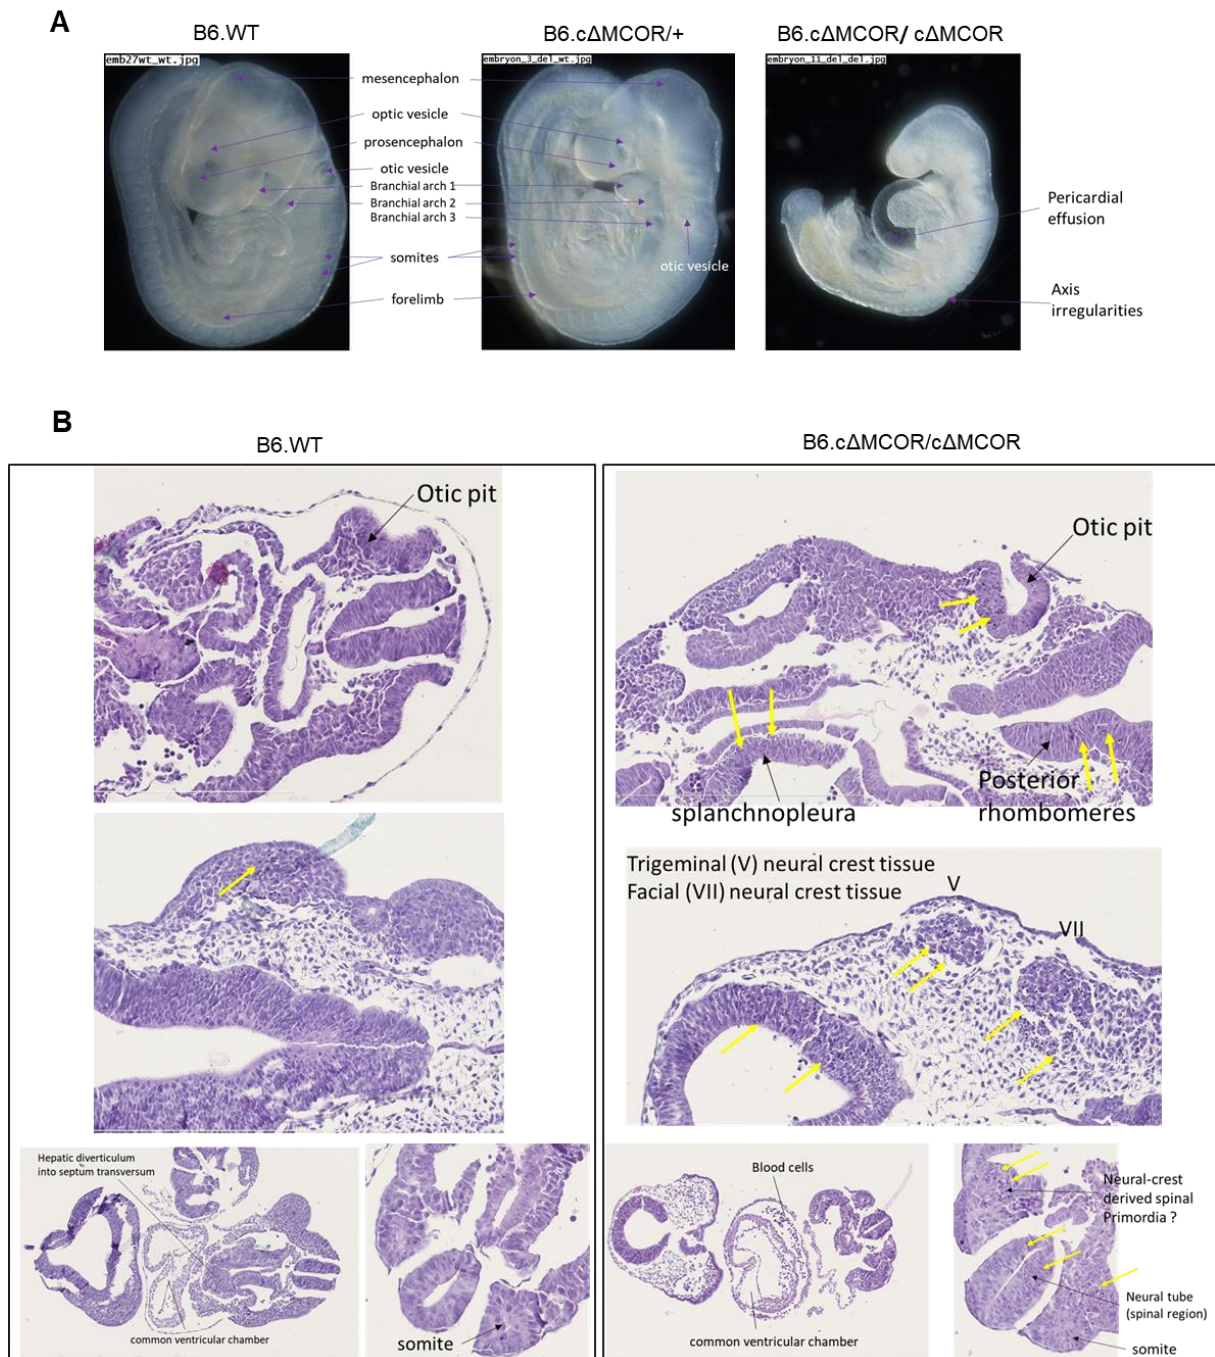 A
B6.WT
B6.cΔMCOR/+
B6.cΔMCOR/ cΔMCOR
emb27wt_wt.jpg
embryon_3_del_wt.jpg
embryon_11_del_del.jpg
mesencephalon
optic vesicle
prosencephalon
otic vesicle
Branchial arch 1
Branchial arch 2
Branchial arch 3
somites
forelimb
otic vesicle
Pericardial
effusion
Axis
irregularities
B
B6.WT
B6.cΔMCOR/cΔMCOR
Otic pit
Otic pit
splanchnopleura
Posterior
rhombomeres
Trigeminal (V) neural crest tissue
Facial (VII) neural crest tissue
V
VII
Hepatic diverticulum
into septum transversum
common ventricular chamber
somite
Blood cells
common ventricular chamber
Neural-crest
derived spinal
Primordia ?
Neural tube
(spinal region)
somite